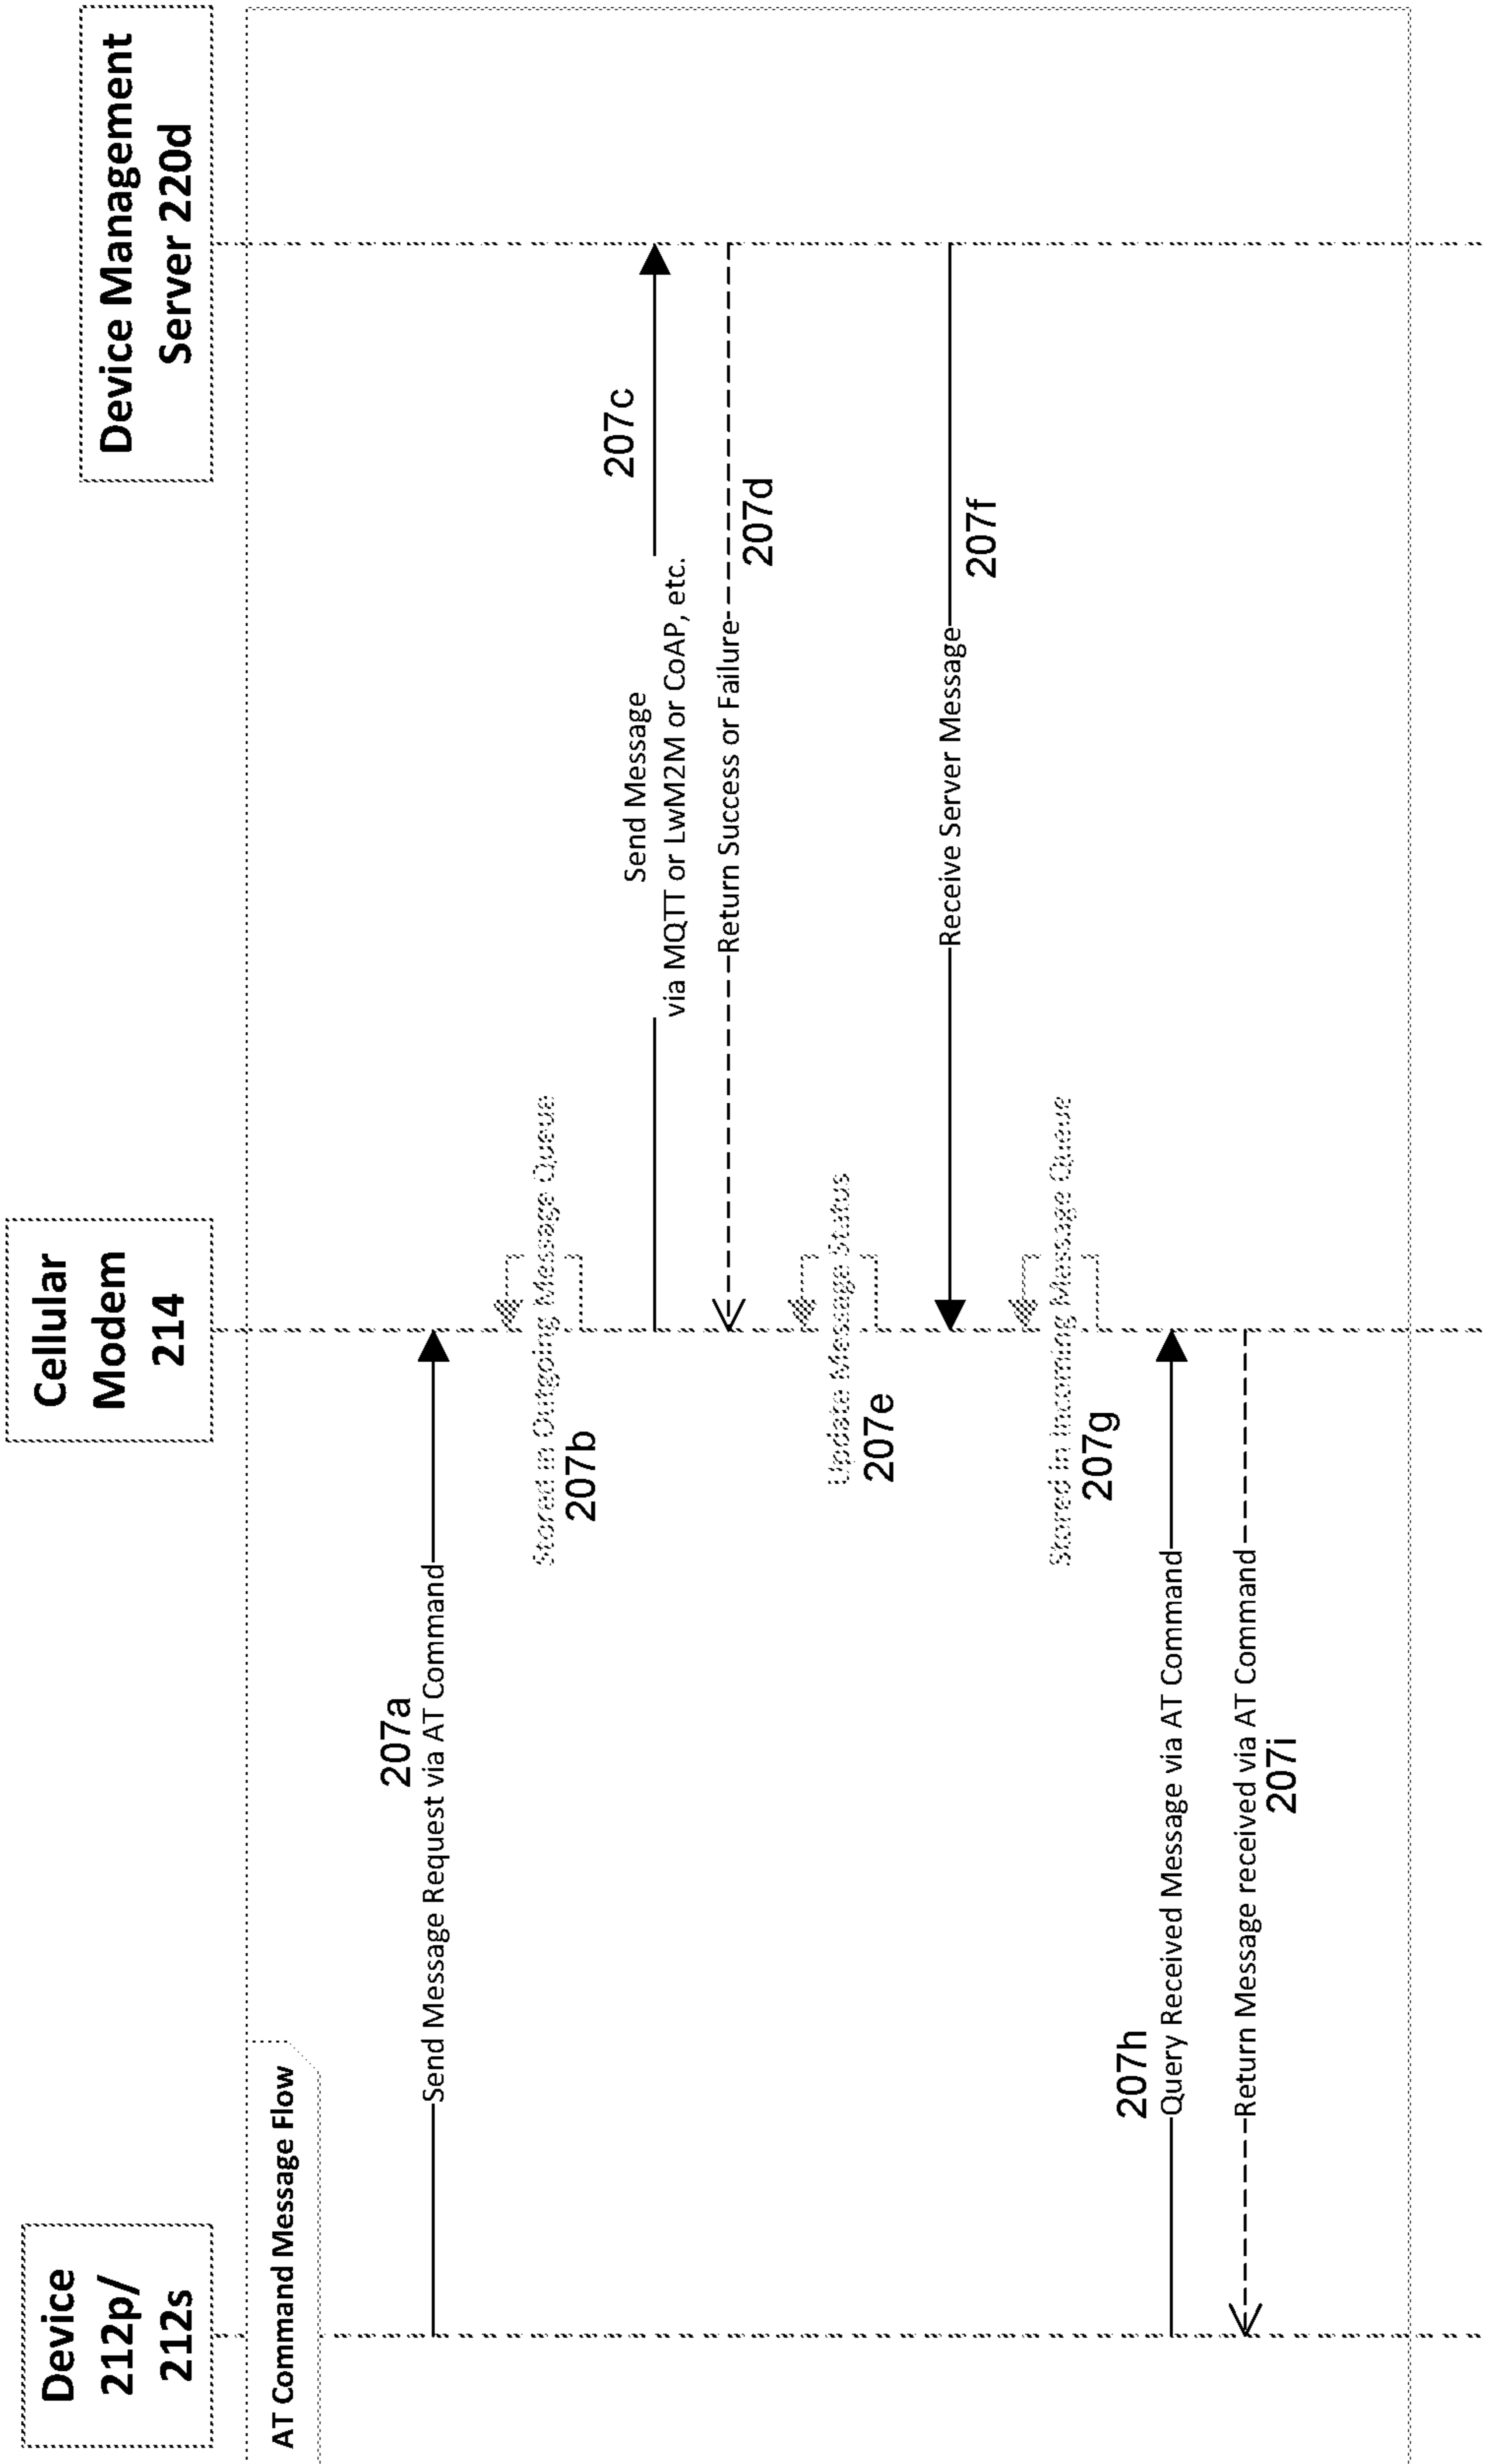 Device
212p/
212s
Cellular
Modem
214
Device Management
Server 220d
AT Command Message Flow
207a
Send Message Request via AT Command
Stored in Outgoing Message Queue
207b
207c
Send Message
via MQTT or LwM2M or CoAP, etc.
Return Success or Failure
207d
Update Message Status
207e
Receive Server Message
207f
Stored in Incoming Message Queue
207g
207h
Query Received Message via AT Command
Return Message received via AT Command
207i